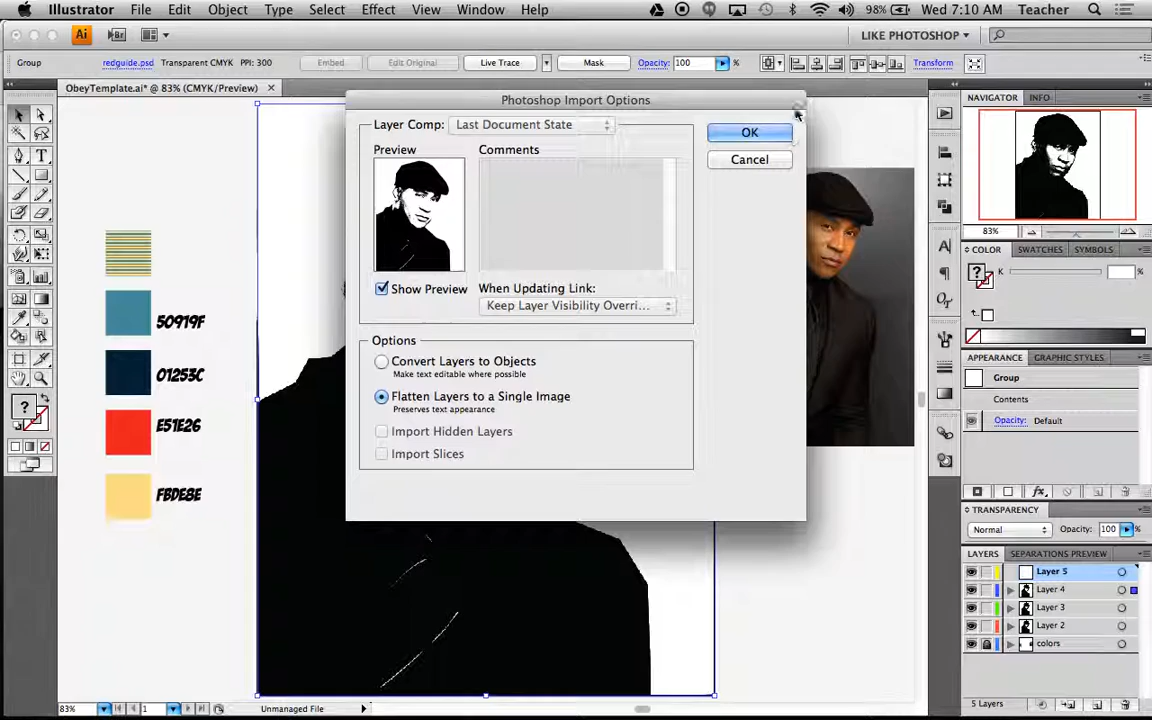 Illustrator File Edit Object Type Select Effect View Window Help 98% Wed 7:10 AM Teacher
Ai Br LIKE PHOTOSHOP
Group redguide.psd Transparent CMYK PPI: 300 Embed Edit Original Live Trace Mask Opacity: 100 % Transform
ObeyTemplate.ai* @ 83% (CMYK/Preview)
Photoshop Import Options
Layer Comp: Last Document State
Preview Comments
OK
Cancel
Show Preview
When Updating Link:
Keep Layer Visibility Overri...
Options
Convert Layers to Objects
Make text editable where possible
Flatten Layers to a Single Image
Preserves text appearance
Import Hidden Layers
Import Slices
50919F
01253C
E51E26
FBDE8E
NAVIGATOR INFO
83%
COLOR SWATCHES SYMBOLS
K
APPEARANCE GRAPHIC STYLES
Group
Contents
Opacity: Default
fx
TRANSPARENCY
Normal Opacity: 100 %
LAYERS SEPARATIONS PREVIEW
Layer 5
Layer 4
Layer 3
Layer 2
colors
5 Layers
83% 1 Unmanaged File